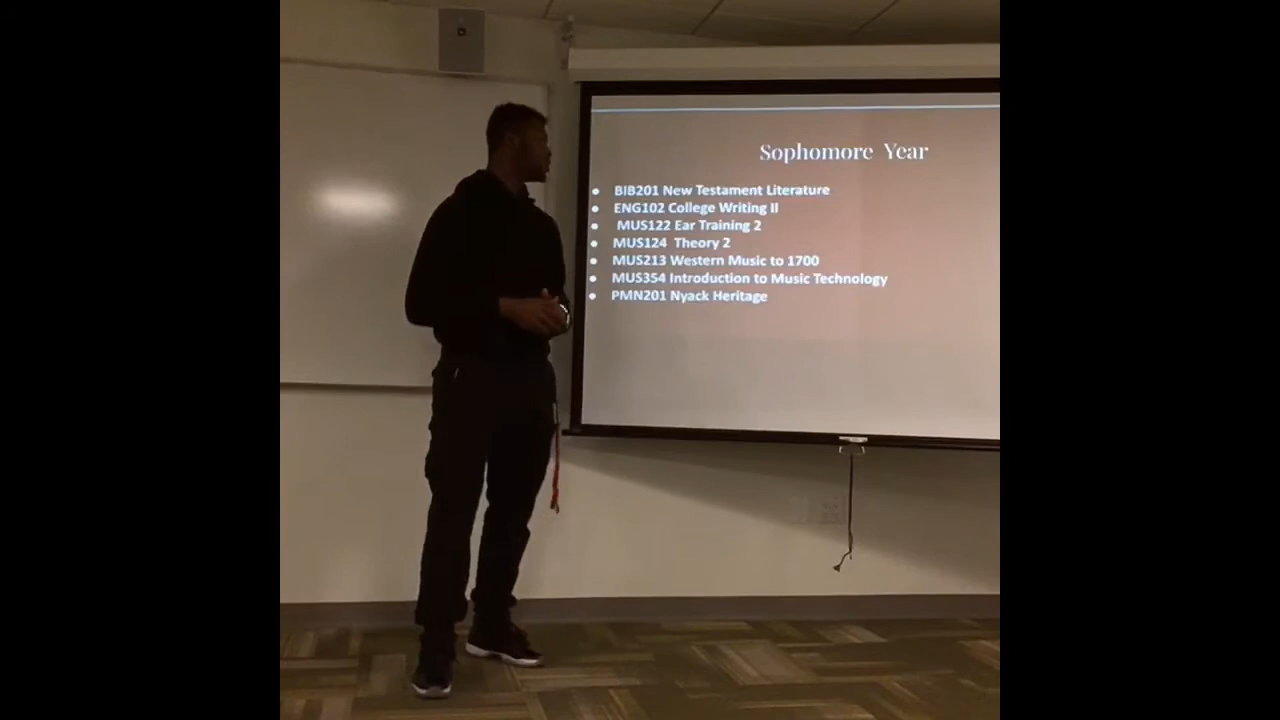 Sophomore Year
● BIB201 New Testament Literature
● ENG102 College Writing II
● MUS122 Ear Training 2
● MUS124 Theory 2
● MUS213 Western Music to 1700
● MUS354 Introduction to Music Technology
● PMN201 Nyack Heritage